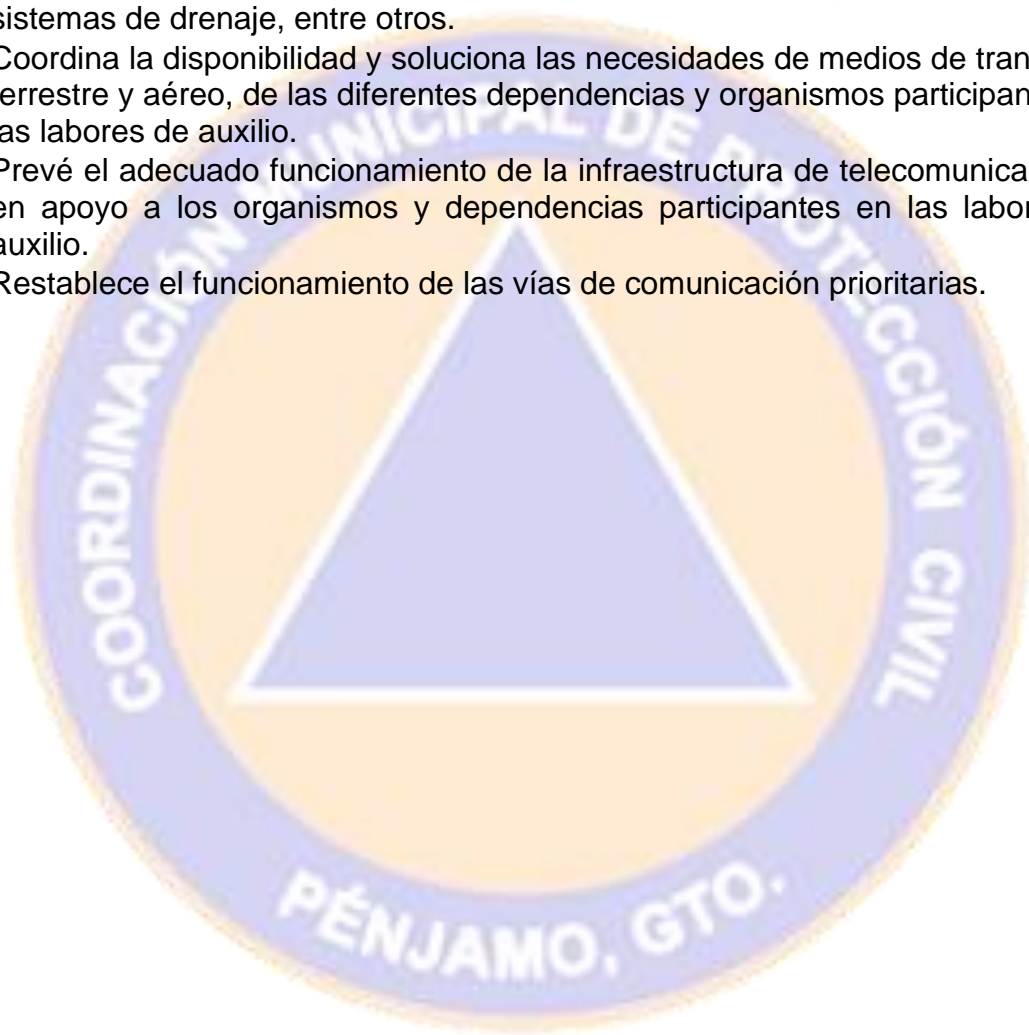 sistemas de drenaje, entre otros.
Coordina la disponibilidad y soluciona las necesidades de medios de tran
terrestre y aéreo, de las diferentes dependencias y organismos participan
las labores de auxilio.
Prevé el adecuado funcionamiento de la infraestructura de telecomunica
en apoyo a los organismos y dependencias participantes en las labor
auxilio.
Restablece el funcionamiento de las vías de comunicación prioritarias.
COORDINACIÓN MUNICIPAL DE PROTECCIÓN CIVIL
PÉNJAMO, GTO.